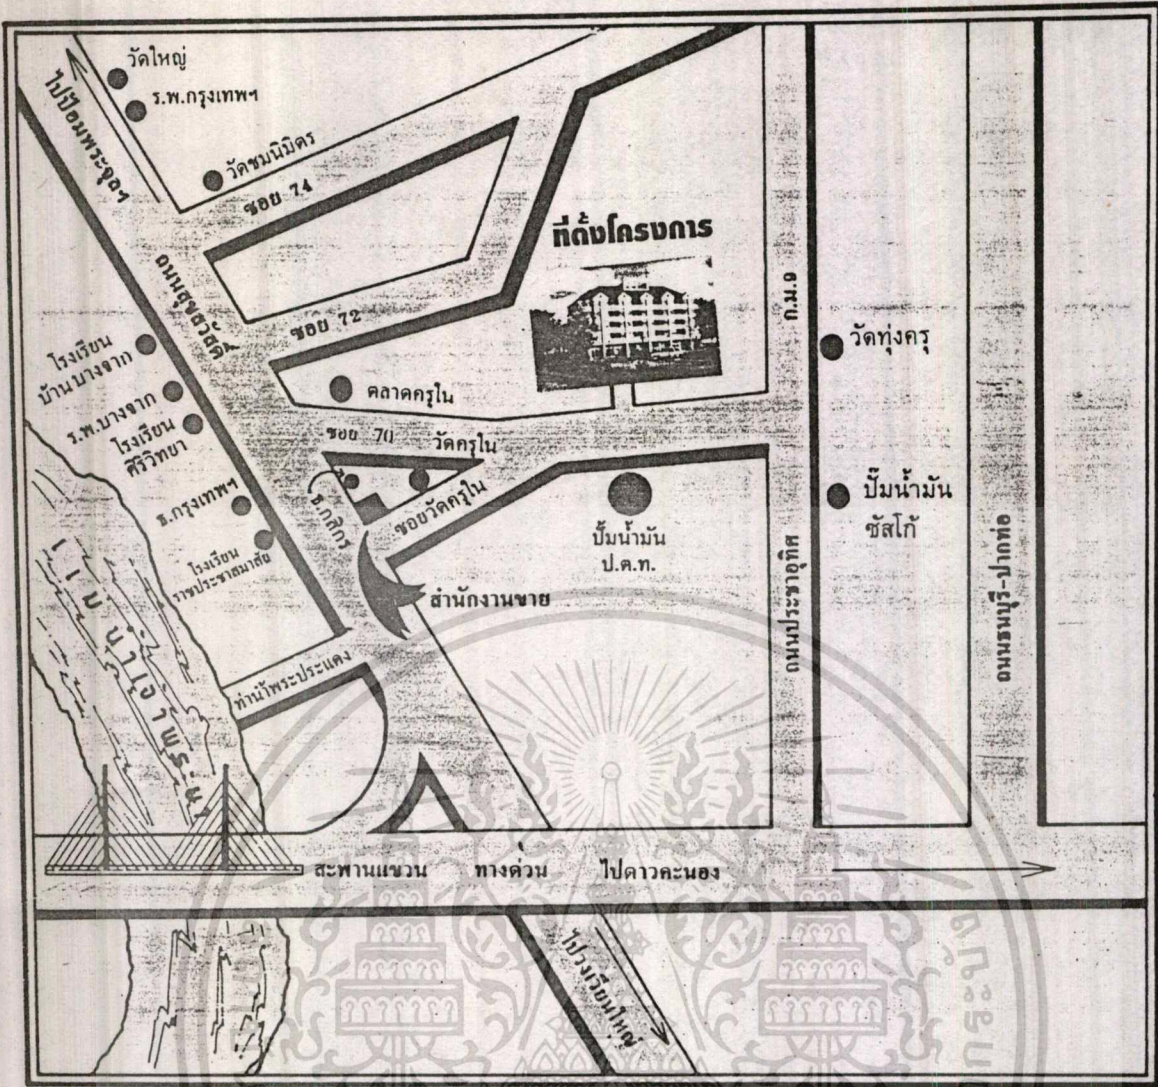 วัดใหญ่
ร.พ.กรุงเทพฯ
ไปป้อมพระจุลฯ
วัดชมนิมิตร
ซอย 74
ที่ตั้งโครงการ
ถนนสุขสวัสดิ์
ซอย 72
ก.ม.9
โรงเรียน
บ้านบางจาก
วัดทุ่งครุ
ตลาดครุใน
ร.พ.บางจาก
โรงเรียน
ศิริวิทยา
ซอย 70
วัดครุใน
ธ.กสิกร
ธ.กรุงเทพฯ
ซอยวัดครุใน
ปั๊มน้ำมัน
ป.ต.ท.
ปั๊มน้ำมัน
ซัสโก้
โรงเรียน
ราชประชาสมาสัย
สำนักงานขาย
ถนนประชาอุทิศ
ถนนธนบุรี-ปากท่อ
แม่น้ำเจ้าพระยา
ท่าน้ำพระประแดง
สะพานแขวน ทางด่วน ไปดาวคะนอง
ไปวงเวียนใหญ่